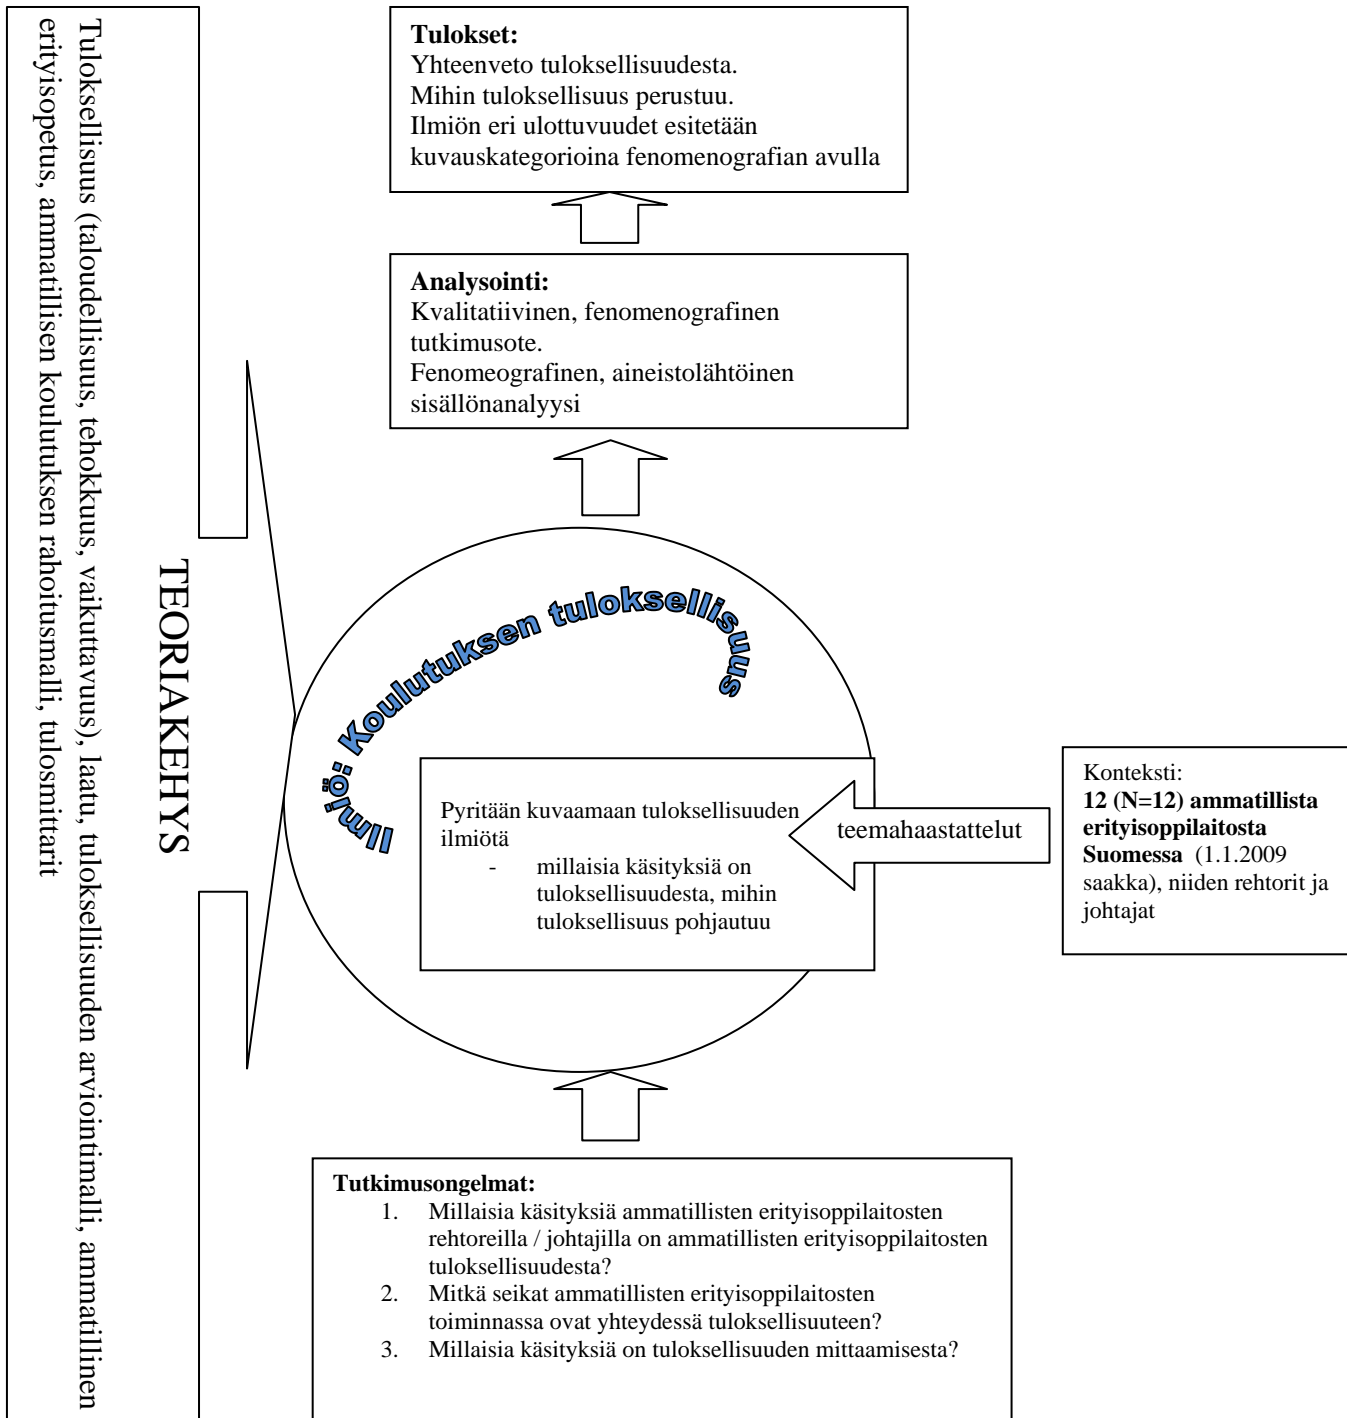 Tuloksellisuus (taloudellisuus, tehokkuus, vaikuttavuus), laatu, tuloksellisuuden arviointimalli, ammatillinen
erityisopetus, ammatillisen koulutuksen rahoitusmalli, tulosmittarit
TEORIAKEHYS
Tulokset:
Yhteenveto tuloksellisuudesta.
Mihin tuloksellisuus perustuu.
Ilmiön eri ulottuvuudet esitetään
kuvauskategorioina fenomenografian avulla
Analysointi:
Kvalitatiivinen, fenomenografinen
tutkimusote.
Fenomeografinen, aineistolähtöinen
sisällönanalyysi
Ilmiö: Koulutuksen tuloksellisuus
Pyritään kuvaamaan tuloksellisuuden
ilmiötä
- millaisia käsityksiä on
tuloksellisuudesta, mihin
tuloksellisuus pohjautuu
teemahaastattelut
Konteksti:
12 (N=12) ammatillista
erityisoppilaitosta
Suomessa (1.1.2009
saakka), niiden rehtorit ja
johtajat
Tutkimusongelmat:
1. Millaisia käsityksiä ammatillisten erityisoppilaitosten
rehtoreilla / johtajilla on ammatillisten erityisoppilaitosten
tuloksellisuudesta?
2. Mitkä seikat ammatillisten erityisoppilaitosten
toiminnassa ovat yhteydessä tuloksellisuuteen?
3. Millaisia käsityksiä on tuloksellisuuden mittaamisesta?